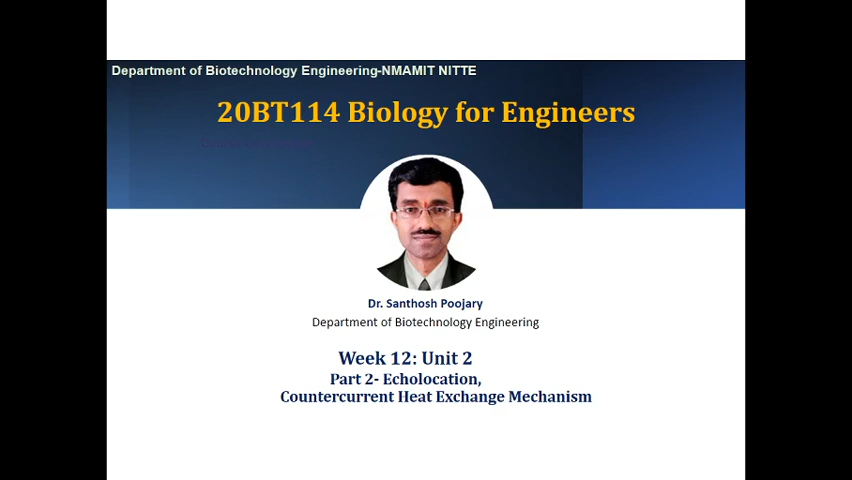 Department of Biotechnology Engineering-NMAMIT NITTE
20BT114 Biology for Engineers
Dr. Santhosh Poojary
Department of Biotechnology Engineering
Week 12: Unit 2
Part 2- Echolocation,
Countercurrent Heat Exchange Mechanism